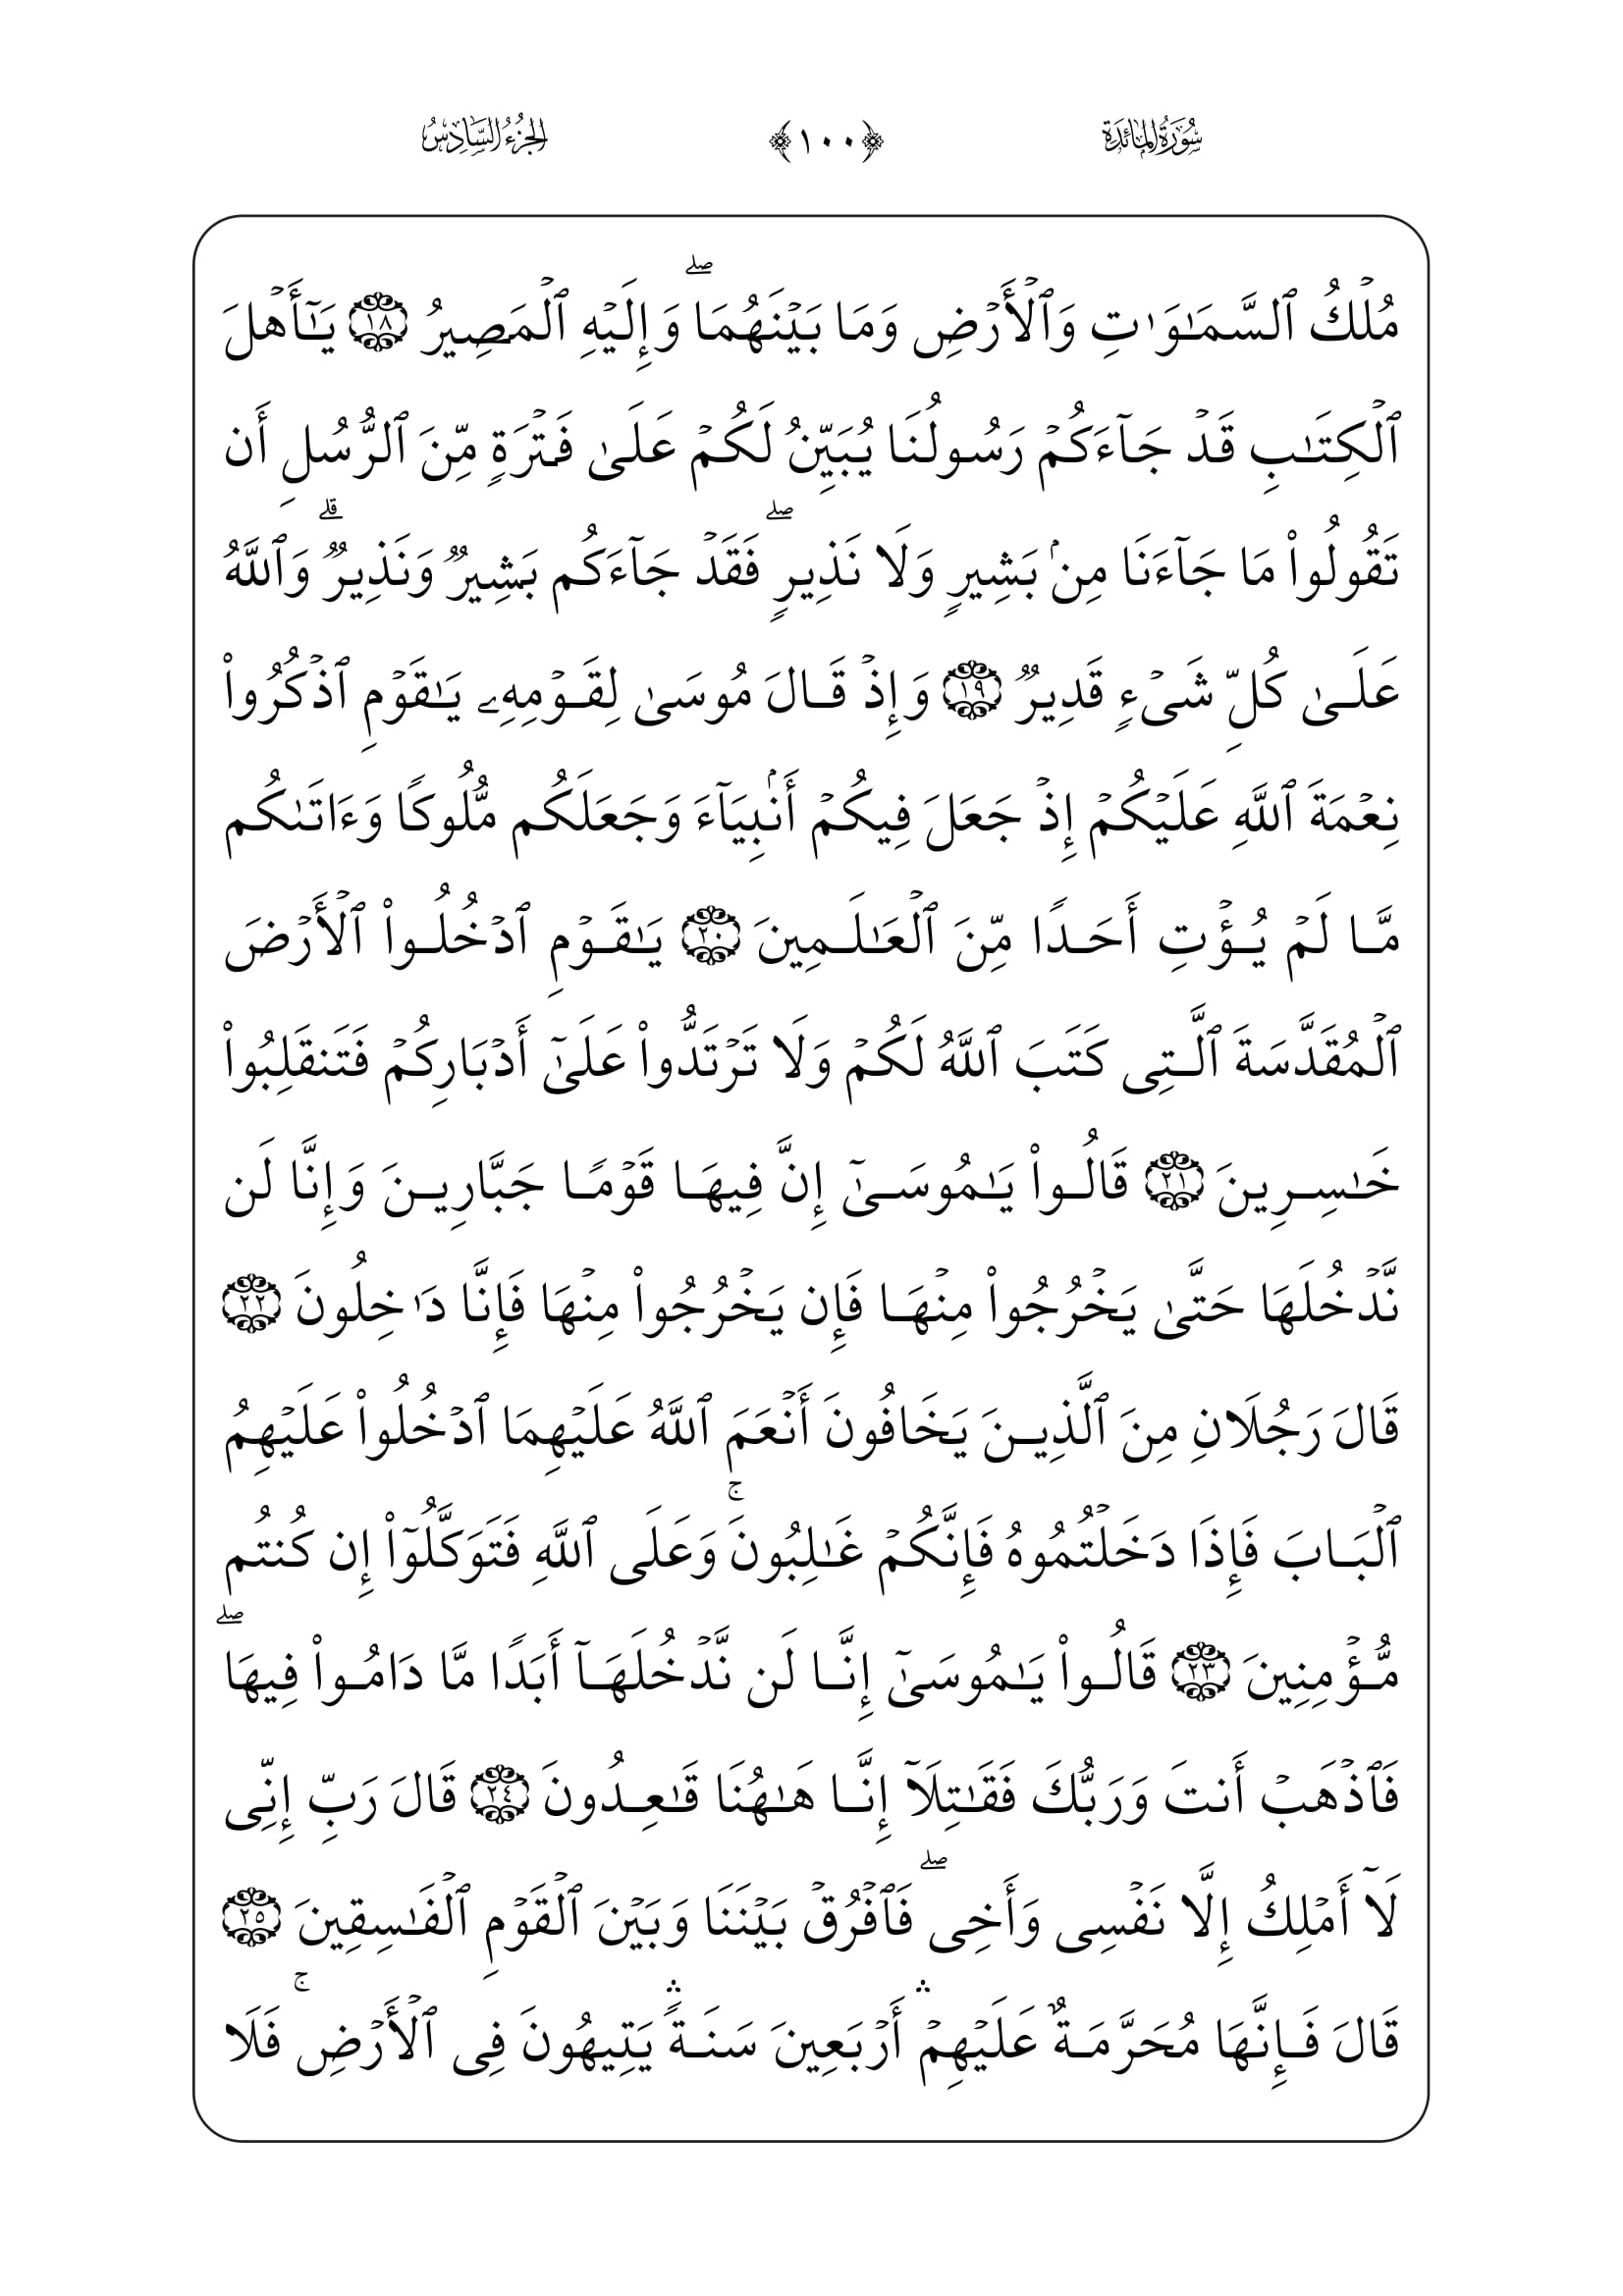 سُورَةُ المَائدَة ﴿١٠٠﴾ الجُزءُ السَّادِسُ
مُلۡكُ ٱلسَّمَٰوَٰتِ وَٱلۡأَرۡضِ وَمَا بَيۡنَهُمَاۖ وَإِلَيۡهِ ٱلۡمَصِيرُ ١٨ يَٰٓأَهۡلَ
ٱلۡكِتَٰبِ قَدۡ جَآءَكُمۡ رَسُولُنَا يُبَيِّنُ لَكُمۡ عَلَىٰ فَتۡرَةٖ مِّنَ ٱلرُّسُلِ أَن
تَقُولُواْ مَا جَآءَنَا مِنۢ بَشِيرٖ وَلَا نَذِيرٖۖ فَقَدۡ جَآءَكُم بَشِيرٞ وَنَذِيرٞۗ وَٱللَّهُ
عَلَىٰ كُلِّ شَيۡءٖ قَدِيرٞ ١٩ وَإِذۡ قَالَ مُوسَىٰ لِقَوۡمِهِۦ يَٰقَوۡمِ ٱذۡكُرُواْ
نِعۡمَةَ ٱللَّهِ عَلَيۡكُمۡ إِذۡ جَعَلَ فِيكُمۡ أَنۢبِيَآءَ وَجَعَلَكُم مُّلُوكٗا وَءَاتَىٰكُم
مَّا لَمۡ يُؤۡتِ أَحَدٗا مِّنَ ٱلۡعَٰلَمِينَ ٢٠ يَٰقَوۡمِ ٱدۡخُلُواْ ٱلۡأَرۡضَ
ٱلۡمُقَدَّسَةَ ٱلَّتِي كَتَبَ ٱللَّهُ لَكُمۡ وَلَا تَرۡتَدُّواْ عَلَىٰٓ أَدۡبَارِكُمۡ فَتَنقَلِبُواْ
خَٰسِرِينَ ٢١ قَالُواْ يَٰمُوسَىٰٓ إِنَّ فِيهَا قَوۡمٗا جَبَّارِينَ وَإِنَّا لَن
نَّدۡخُلَهَا حَتَّىٰ يَخۡرُجُواْ مِنۡهَا فَإِن يَخۡرُجُواْ مِنۡهَا فَإِنَّا دَٰخِلُونَ ٢٢
قَالَ رَجُلَانِ مِنَ ٱلَّذِينَ يَخَافُونَ أَنۡعَمَ ٱللَّهُ عَلَيۡهِمَا ٱدۡخُلُواْ عَلَيۡهِمُ
ٱلۡبَابَ فَإِذَا دَخَلۡتُمُوهُ فَإِنَّكُمۡ غَٰلِبُونَۚ وَعَلَى ٱللَّهِ فَتَوَكَّلُوٓاْ إِن كُنتُم
مُّؤۡمِنِينَ ٢٣ قَالُواْ يَٰمُوسَىٰٓ إِنَّا لَن نَّدۡخُلَهَآ أَبَدٗا مَّا دَامُواْ فِيهَاۖ
فَٱذۡهَبۡ أَنتَ وَرَبُّكَ فَقَٰتِلَآ إِنَّا هَٰهُنَا قَٰعِدُونَ ٢٤ قَالَ رَبِّ إِنِّي
لَآ أَمۡلِكُ إِلَّا نَفۡسِي وَأَخِيۖ فَٱفۡرُقۡ بَيۡنَنَا وَبَيۡنَ ٱلۡقَوۡمِ ٱلۡفَٰسِقِينَ ٢٥
قَالَ فَإِنَّهَا مُحَرَّمَةٌ عَلَيۡهِمۡۛ أَرۡبَعِينَ سَنَةٗۛ يَتِيهُونَ فِي ٱلۡأَرۡضِۚ فَلَا